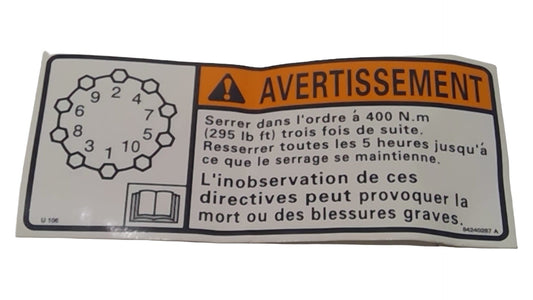 AVERTISSEMENT
Serrer dans l'ordre à 400 N.m
(295 lb ft) trois fois de suite.
Resserrer toutes les 5 heures jusqu'à
ce que le serrage se maintienne.
L'inobservation de ces
directives peut provoquer la
mort ou des blessures graves.
9 2 4
6 7
8 5
3 1 10
U 106
84240287 A